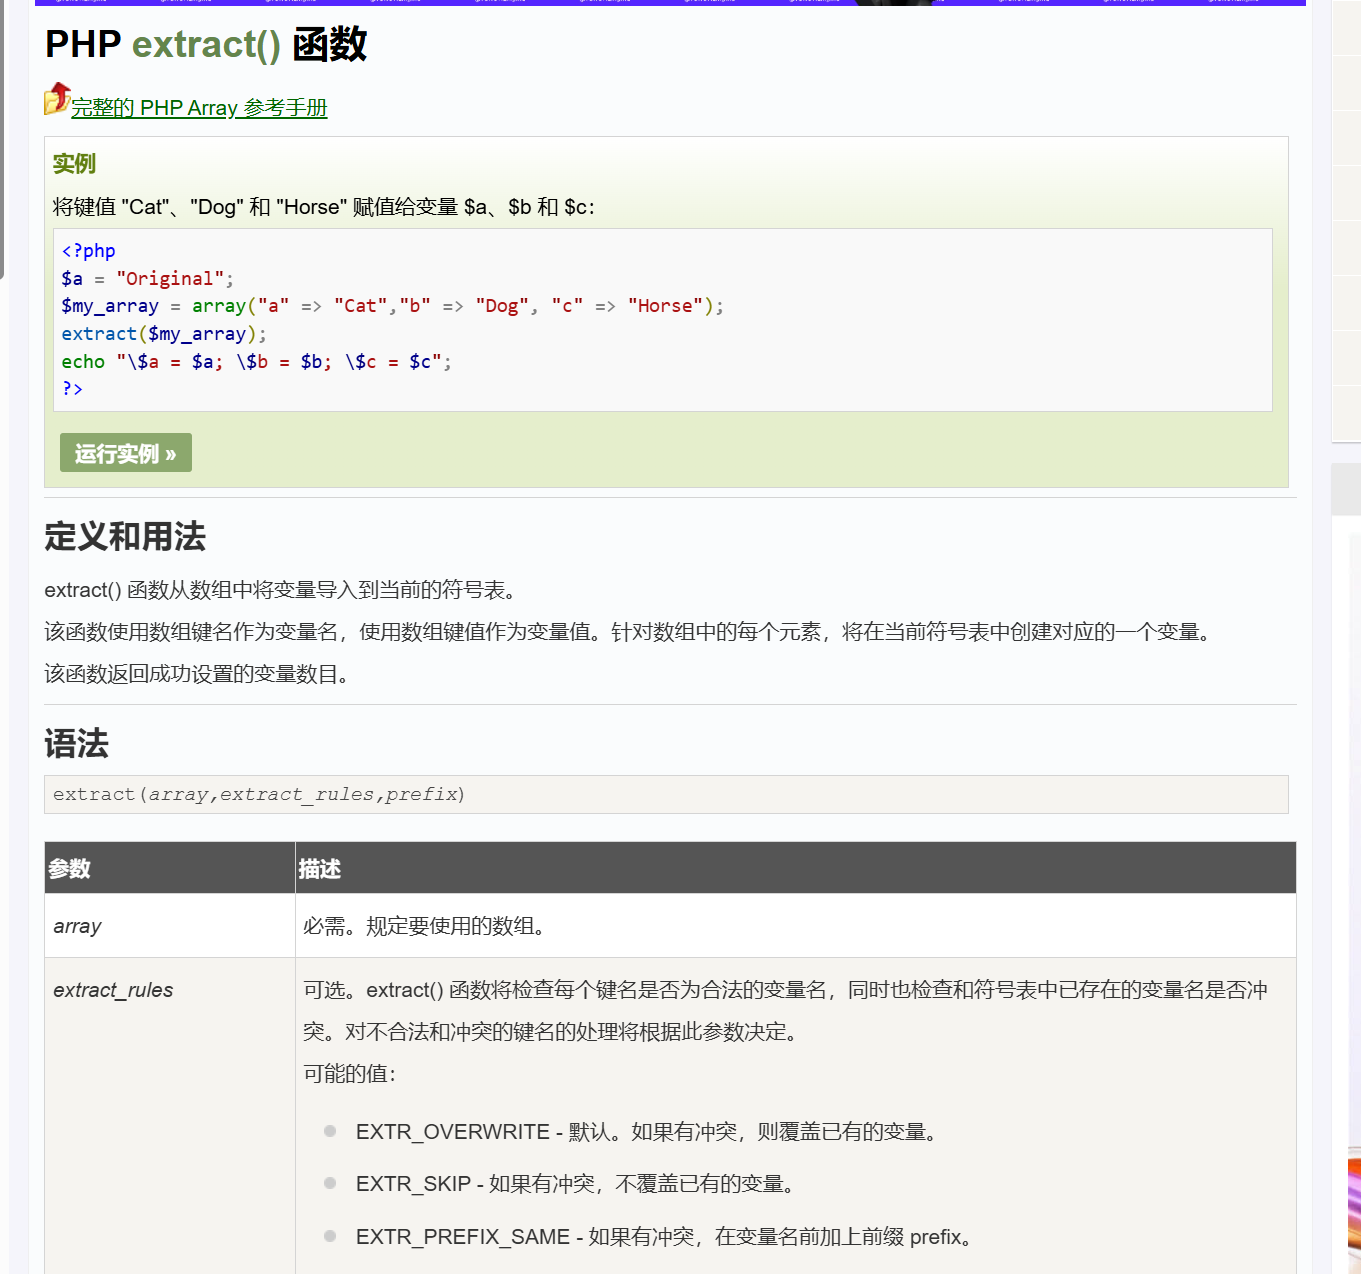 PHP extract() 函数
完整的 PHP Array 参考手册
实例
将键值 "Cat"、"Dog" 和 "Horse" 赋值给变量 $a、$b 和 $c：
<?php
$a = "Original";
$my_array = array("a" => "Cat","b" => "Dog", "c" => "Horse");
extract($my_array);
echo "\$a = $a; \$b = $b; \$c = $c";
?>
运行实例 »
定义和用法
extract() 函数从数组中将变量导入到当前的符号表。
该函数使用数组键名作为变量名，使用数组键值作为变量值。针对数组中的每个元素，将在当前符号表中创建对应的一个变量。
该函数返回成功设置的变量数目。
语法
extract(array,extract_rules,prefix)
参数 描述
array 必需。规定要使用的数组。
extract_rules 可选。extract() 函数将检查每个键名是否为合法的变量名，同时也检查和符号表中已存在的变量名是否冲
突。对不合法和冲突的键名的处理将根据此参数决定。
可能的值：
EXTR_OVERWRITE - 默认。如果有冲突，则覆盖已有的变量。
EXTR_SKIP - 如果有冲突，不覆盖已有的变量。
EXTR_PREFIX_SAME - 如果有冲突，在变量名前加上前缀 prefix。